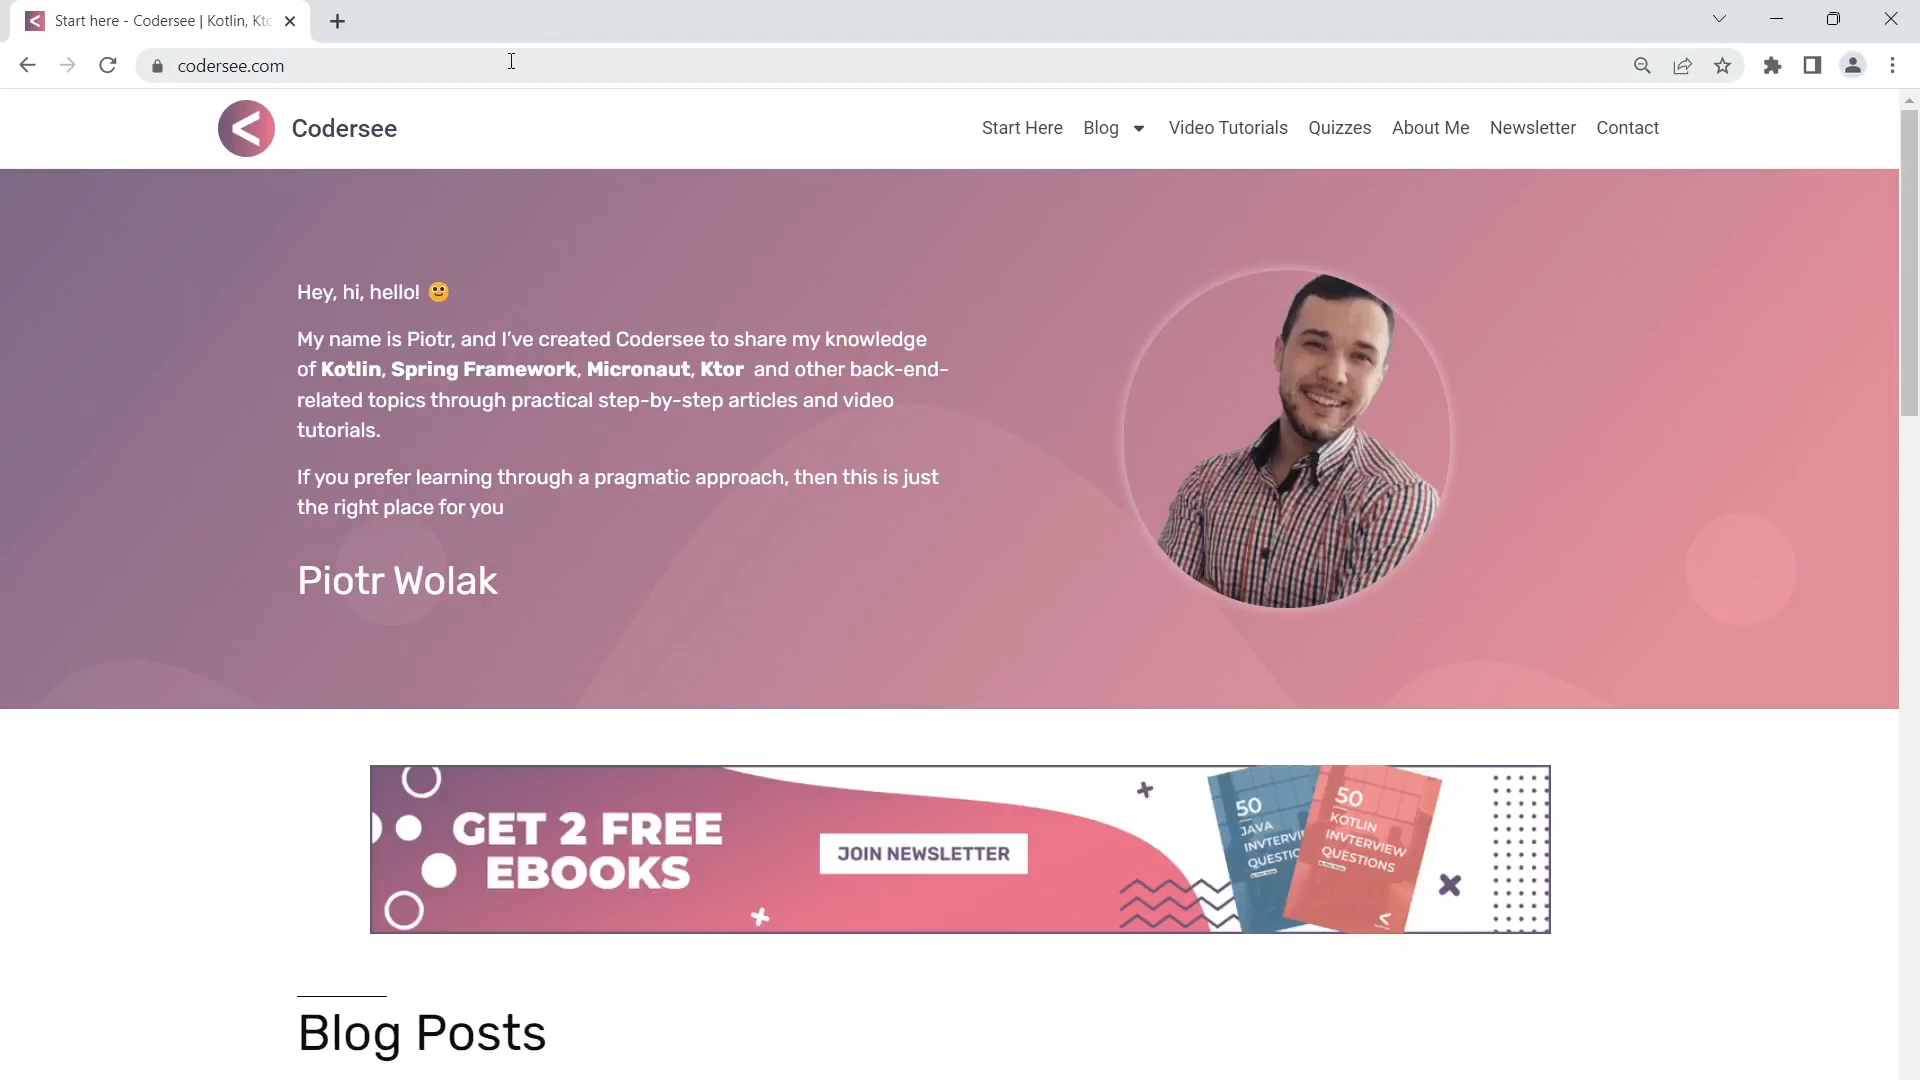 Start here - Codersee | Kotlin, Ktc
codersee.com
Codersee
Start Here Blog Video Tutorials Quizzes About Me Newsletter Contact
Hey, hi, hello!
My name is Piotr, and I've created Codersee to share my knowledge
of Kotlin, Spring Framework, Micronaut, Ktor and other back-end-
related topics through practical step-by-step articles and video
tutorials.
If you prefer learning through a pragmatic approach, then this is just
the right place for you
Piotr Wolak
GET 2 FREE
EBOOKS
JOIN NEWSLETTER
50
JAVA
INVTERVI
QUESTIC
50
KOTLIN
INVTERVIEW
QUESTIONS
Blog Posts